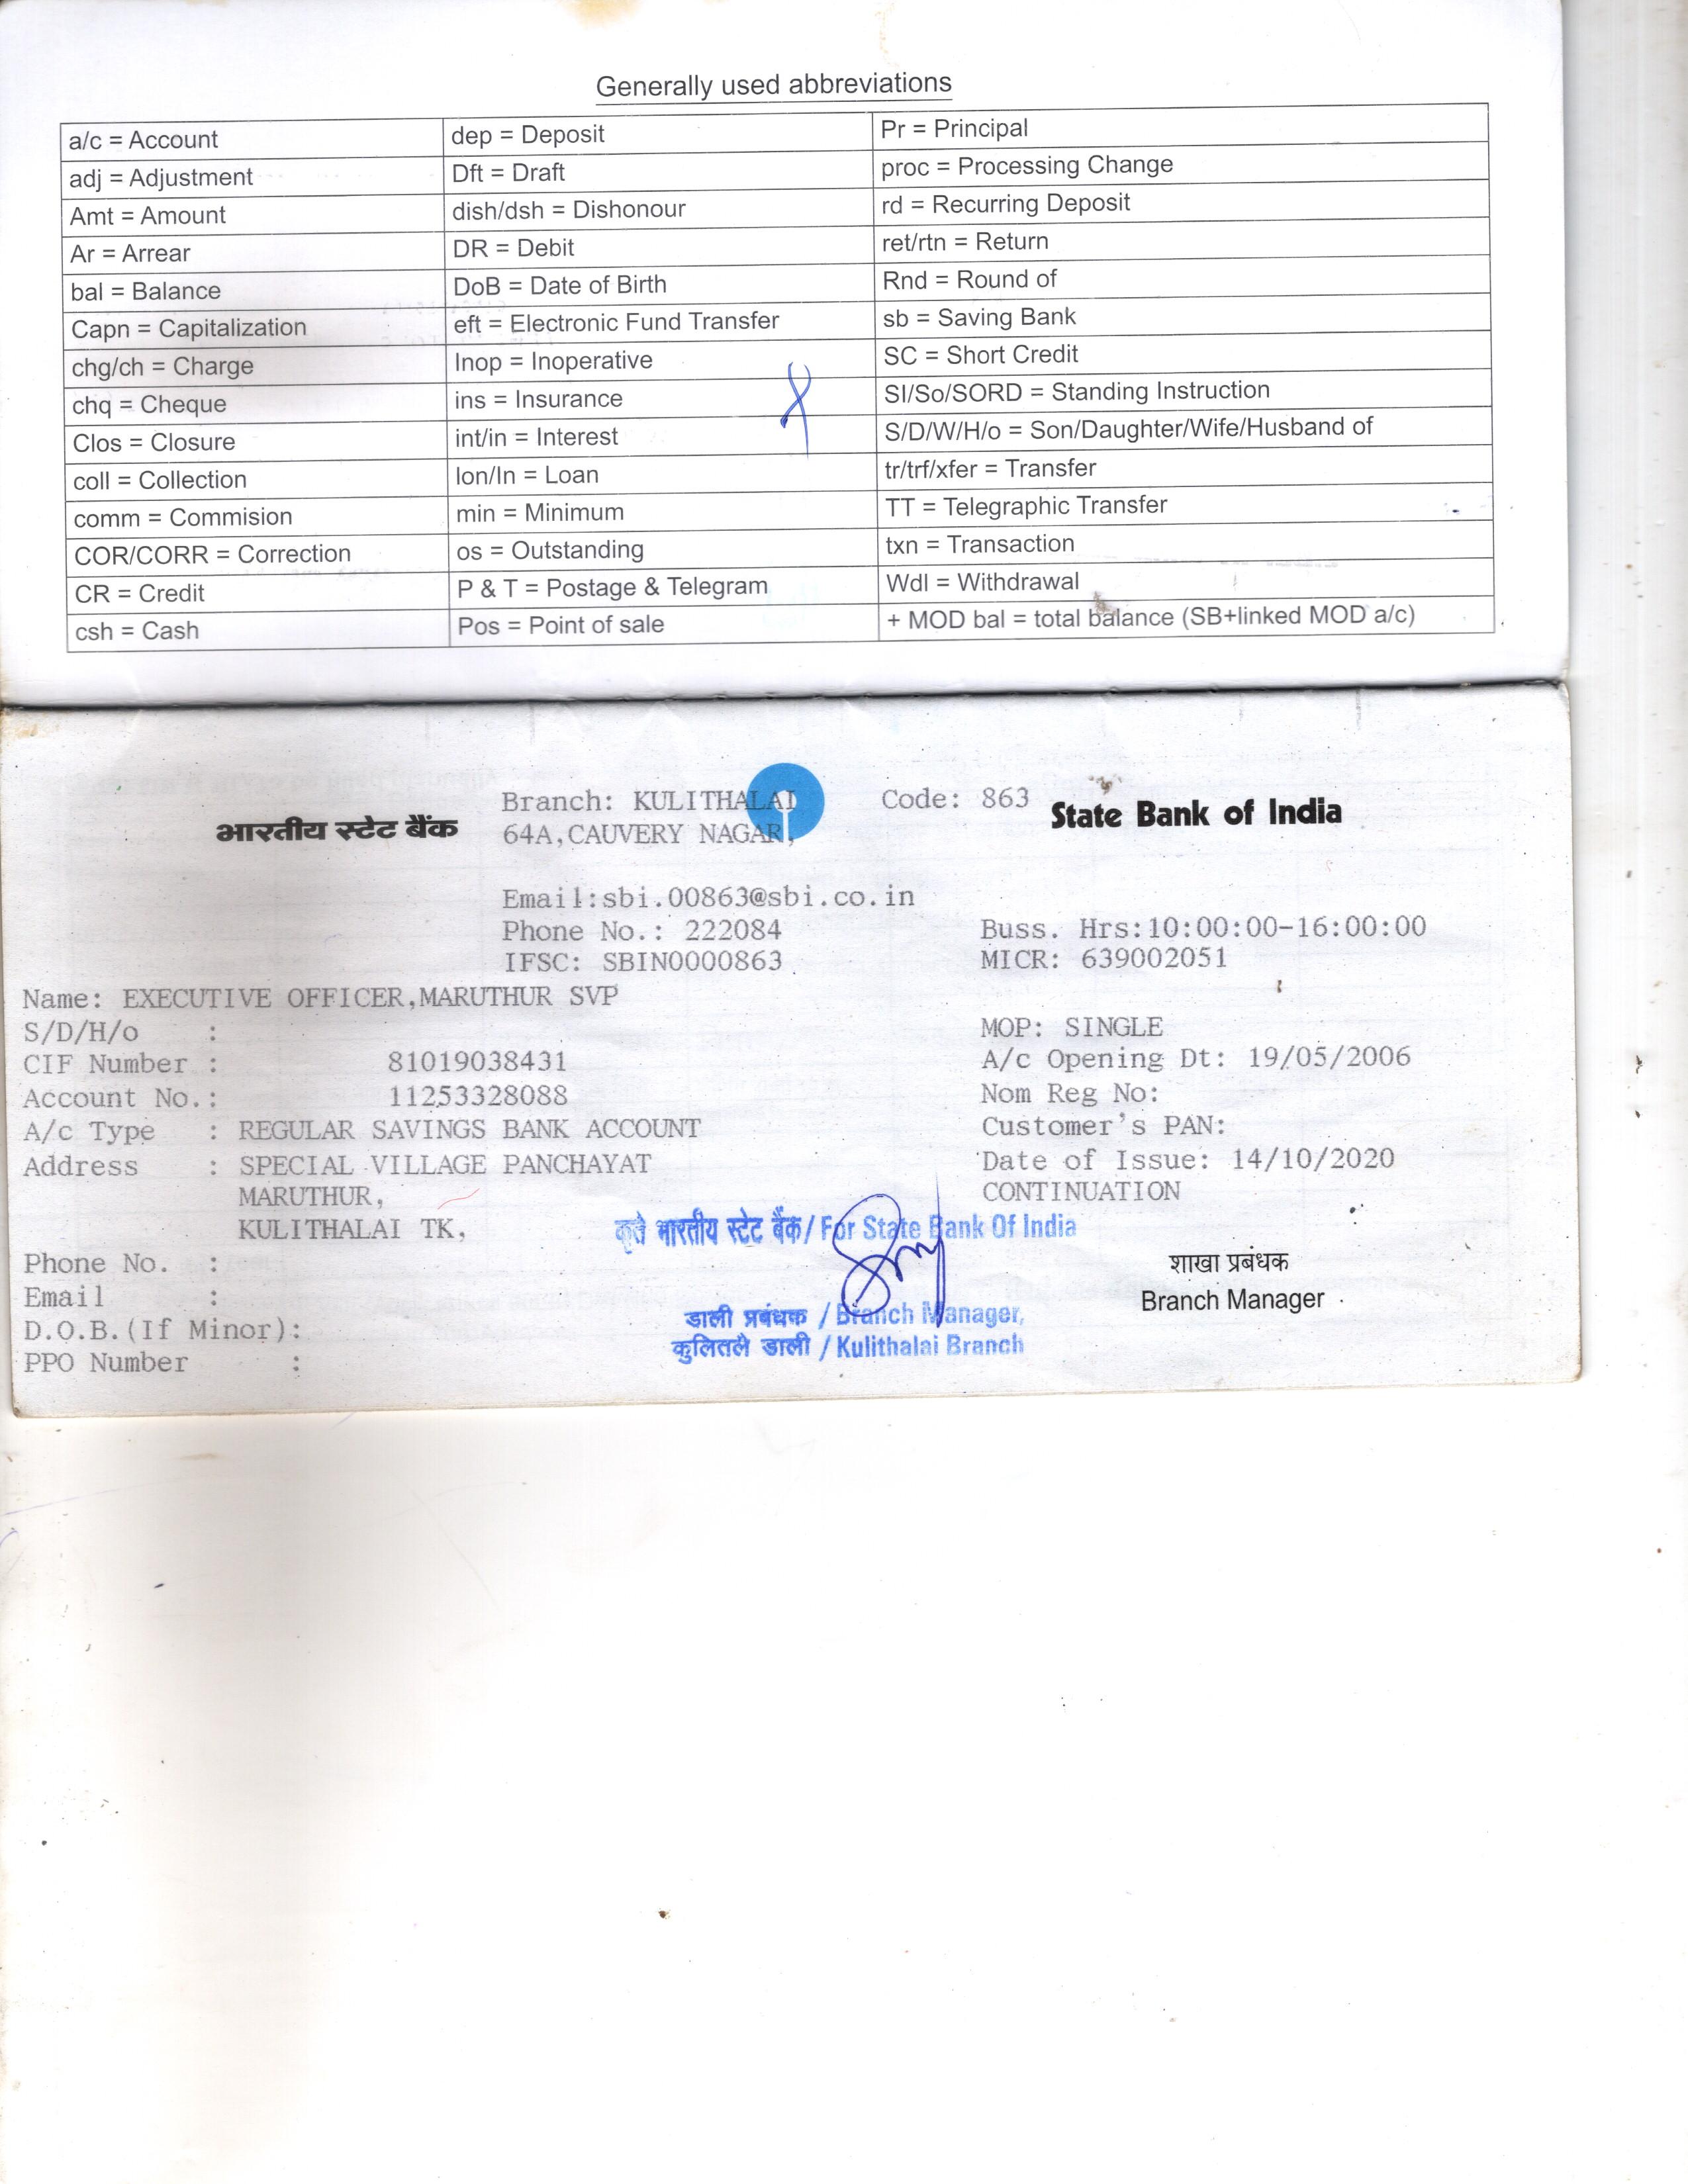 Generally used abbreviations
a/c = Account	dep = Deposit	Pr = Principal
adj = Adjustment	Dft = Draft	proc = Processing Change
Amt = Amount	dish/dsh = Dishonour	rd = Recurring Deposit
Ar = Arrear	DR = Debit	ret/rtn = Return
bal = Balance	DoB = Date of Birth	Rnd = Round of
Capn = Capitalization	eft = Electronic Fund Transfer	sb = Saving Bank
chg/ch = Charge	Inop = Inoperative	SC = Short Credit
chq = Cheque	ins = Insurance	SI/So/SORD = Standing Instruction
Clos = Closure	int/in = Interest	S/D/W/H/o = Son/Daughter/Wife/Husband of
coll = Collection	lon/ln = Loan	tr/trf/xfer = Transfer
comm = Commision	min = Minimum	TT = Telegraphic Transfer
COR/CORR = Correction	os = Outstanding	txn = Transaction
CR = Credit	P & T = Postage & Telegram	Wdl = Withdrawal
csh = Cash	Pos = Point of sale	+ MOD bal = total balance (SB+linked MOD a/c)
Branch: KULITHALAI	Code: 863
भारतीय स्टेट बैंक	State Bank of India
64A,CAUVERY NAGAR,
Email:sbi.00863@sbi.co.in
Phone No.: 222084	Buss. Hrs:10:00:00-16:00:00
IFSC: SBIN0000863	MICR: 639002051
Name: EXECUTIVE OFFICER,MARUTHUR SVP
S/D/H/o :	MOP: SINGLE
CIF Number : 81019038431	A/c Opening Dt: 19/05/2006
Account No.: 11253328088	Nom Reg No:
A/c Type : REGULAR SAVINGS BANK ACCOUNT	Customer's PAN:
Address : SPECIAL VILLAGE PANCHAYAT	Date of Issue: 14/10/2020
MARUTHUR,	CONTINUATION
KULITHALAI TK,	कृते भारतीय स्टेट बैंक/ For State Bank Of India
Phone No. :	शाखा प्रबंधक
Email :	Branch Manager
D.O.B.(If Minor):	डाली प्रबंधक / Branch Manager,
PPO Number :	कुलितलै डाली / Kulithalai Branch